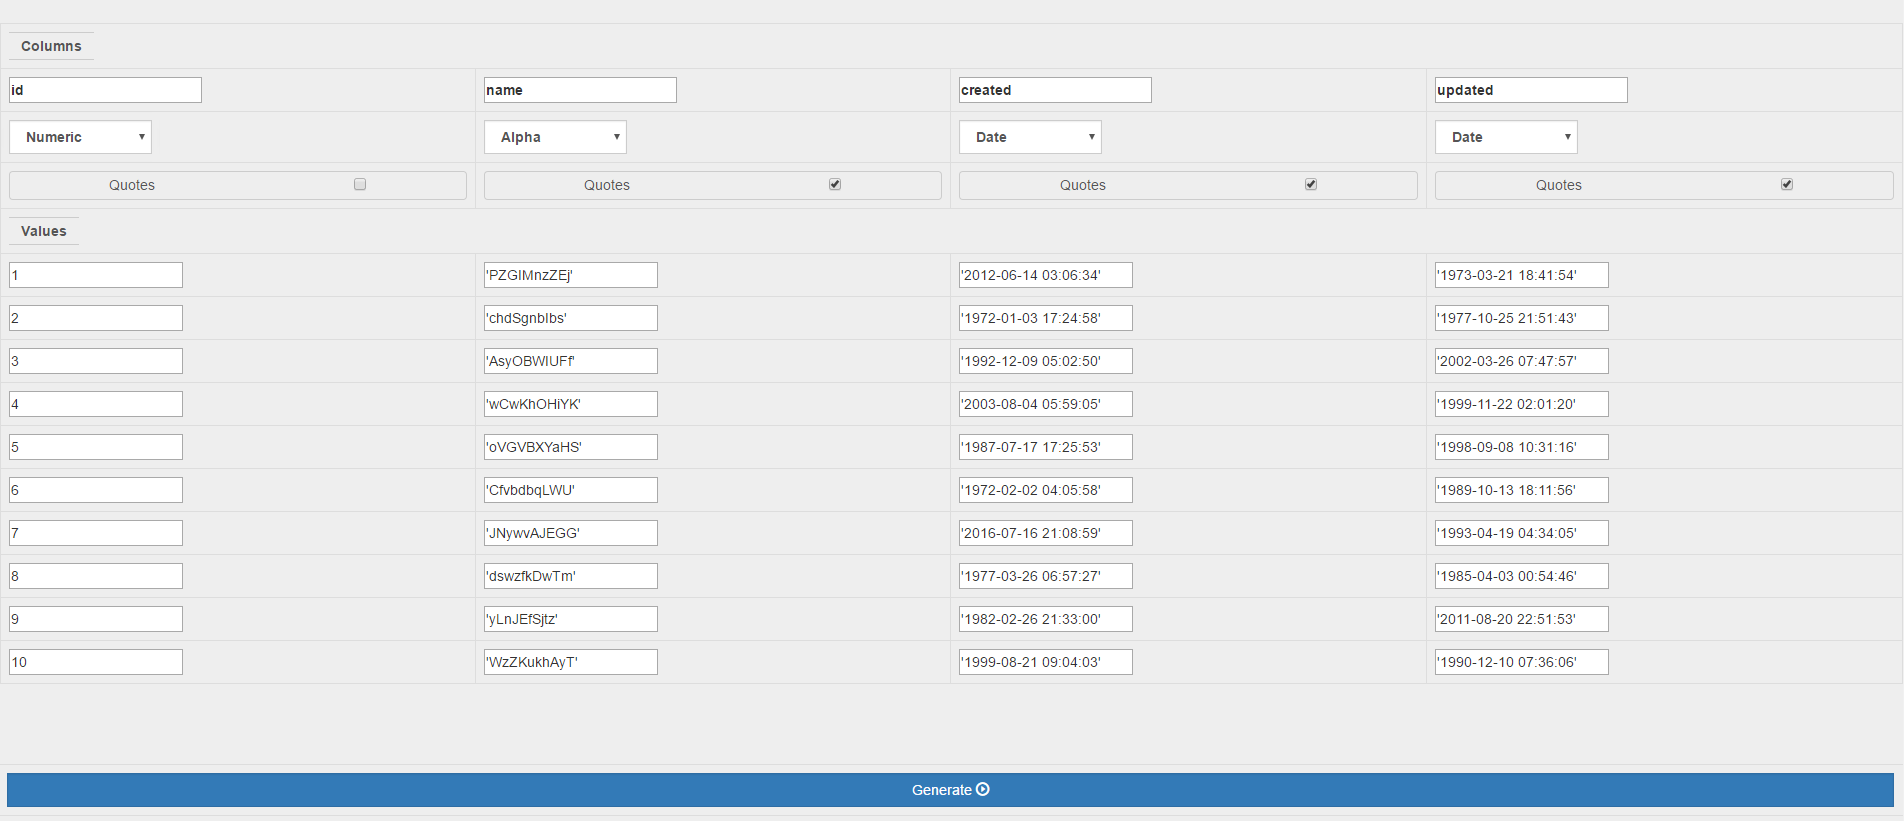 Columns
id name created updated
Numeric Alpha Date Date
Quotes Quotes Quotes Quotes
Values
1 'PZGIMnzZEj' '2012-06-14 03:06:34' '1973-03-21 18:41:54'
2 'chdSgnbIbs' '1972-01-03 17:24:58' '1977-10-25 21:51:43'
3 'AsyOBWIUFf' '1992-12-09 05:02:50' '2002-03-26 07:47:57'
4 'wCwKhOHiYK' '2003-08-04 05:59:05' '1999-11-22 02:01:20'
5 'oVGVBXYaHS' '1987-07-17 17:25:53' '1998-09-08 10:31:16'
6 'CfvbdbqLWU' '1972-02-02 04:05:58' '1989-10-13 18:11:56'
7 'JNywvAJEGG' '2016-07-16 21:08:59' '1993-04-19 04:34:05'
8 'dswzfkDwTm' '1977-03-26 06:57:27' '1985-04-03 00:54:46'
9 'yLnJEfSjtz' '1982-02-26 21:33:00' '2011-08-20 22:51:53'
10 'WzZKukhAyT' '1999-08-21 09:04:03' '1990-12-10 07:36:06'
Generate